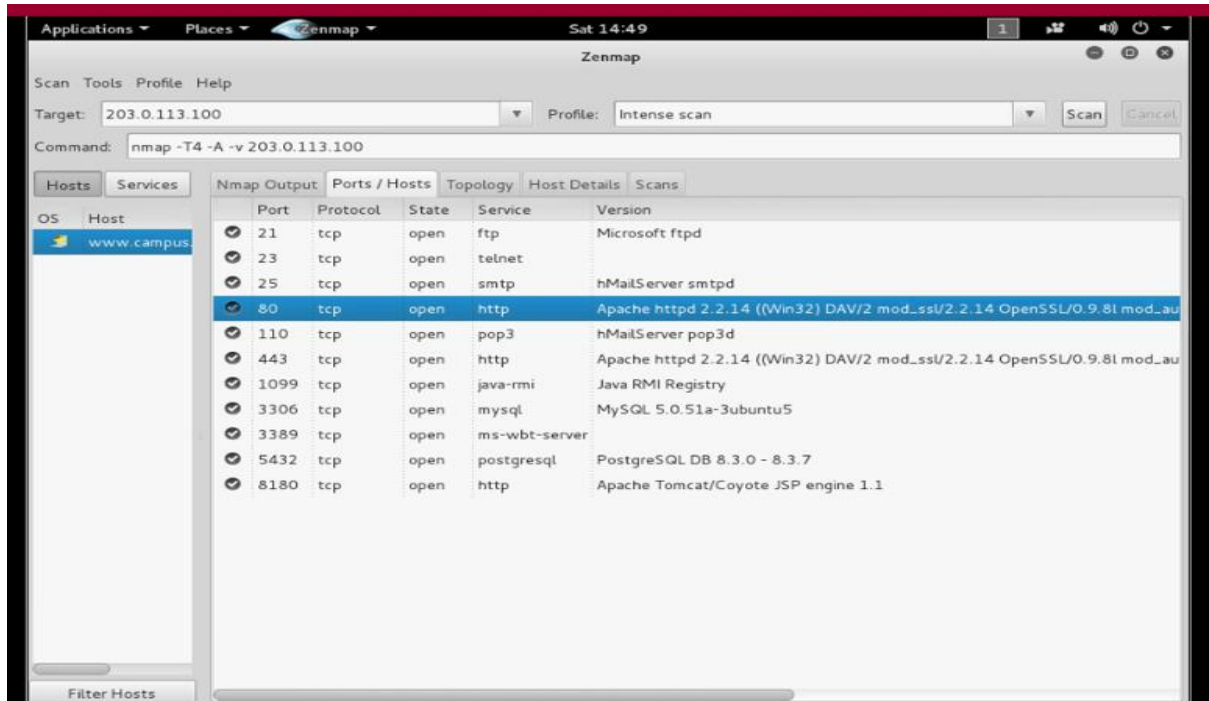 Applications Places Zenmap Sat 14:49 1
Zenmap
Scan Tools Profile Help
Target: 203.0.113.100 Profile: Intense scan Scan Cancel
Command: nmap -T4 -A -v 203.0.113.100
Hosts Services Nmap Output Ports / Hosts Topology Host Details Scans
OS Host Port Protocol State Service Version
www.campus.
21 tcp open ftp Microsoft ftpd
23 tcp open telnet
25 tcp open smtp hMailServer smtpd
80 tcp open http Apache httpd 2.2.14 ((Win32) DAV/2 mod_ssl/2.2.14 OpenSSL/0.9.8l mod_au
110 tcp open pop3 hMailServer pop3d
443 tcp open http Apache httpd 2.2.14 ((Win32) DAV/2 mod_ssl/2.2.14 OpenSSL/0.9.8l mod_au
1099 tcp open java-rmi Java RMI Registry
3306 tcp open mysql MySQL 5.0.51a-3ubuntu5
3389 tcp open ms-wbt-server
5432 tcp open postgresql PostgreSQL DB 8.3.0 - 8.3.7
8180 tcp open http Apache Tomcat/Coyote JSP engine 1.1
Filter Hosts